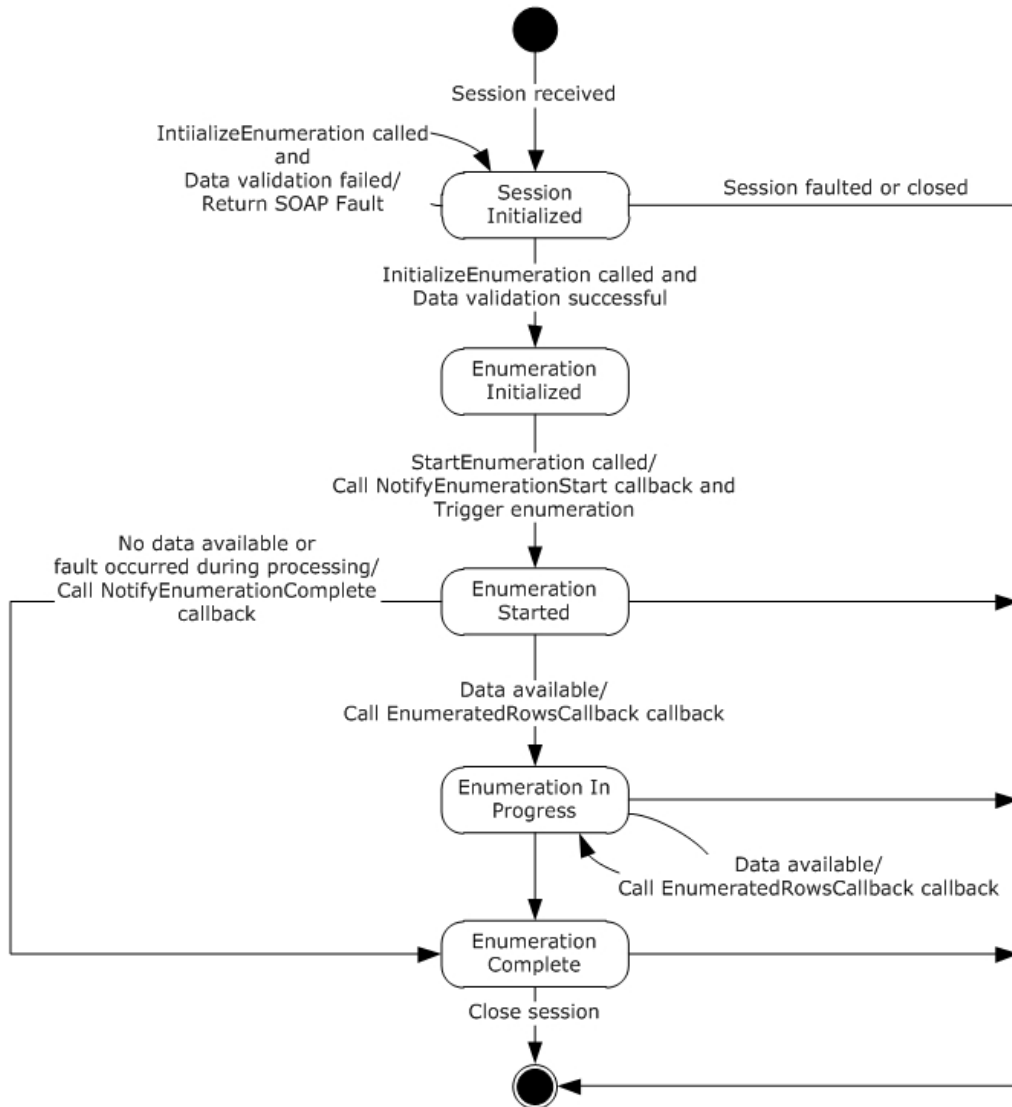 Session received
IntiializeEnumeration called
and
Data validation failed/
Return SOAP Fault
Session
Initialized
Session faulted or closed
InitializeEnumeration called and
Data validation successful
Enumeration
Initialized
StartEnumeration called/
Call NotifyEnumerationStart callback and
Trigger enumeration
No data available or
fault occurred during processing/
Call NotifyEnumerationComplete
callback
Enumeration
Started
Data available/
Call EnumeratedRowsCallback callback
Enumeration In
Progress
Data available/
Call EnumeratedRowsCallback callback
Enumeration
Complete
Close session